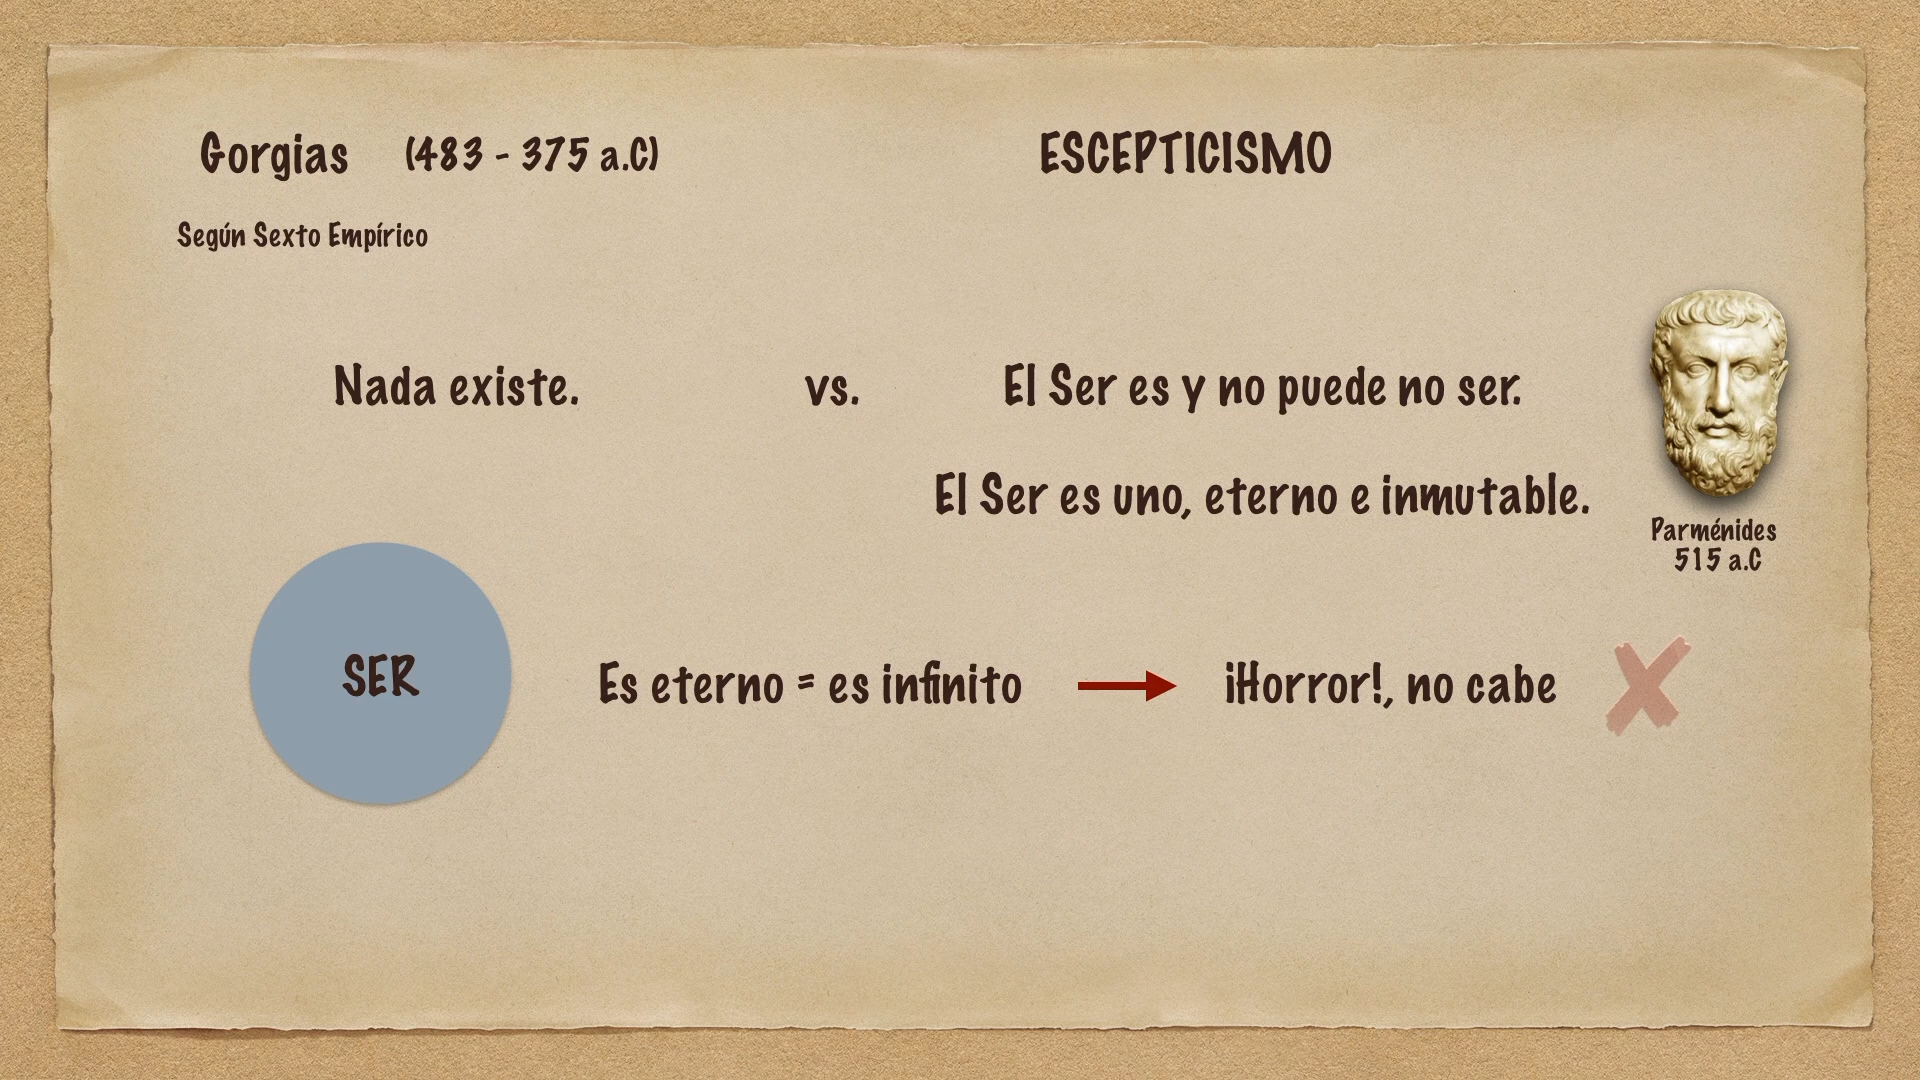 Gorgias (483 - 375 a.C) ESCEPTICISMO
Según Sexto Empírico
Nada existe. vs. El Ser es y no puede no ser.
El Ser es uno, eterno e inmutable.
Parménides
515 a.C
SER Es eterno = es infinito ¡Horror!, no cabe